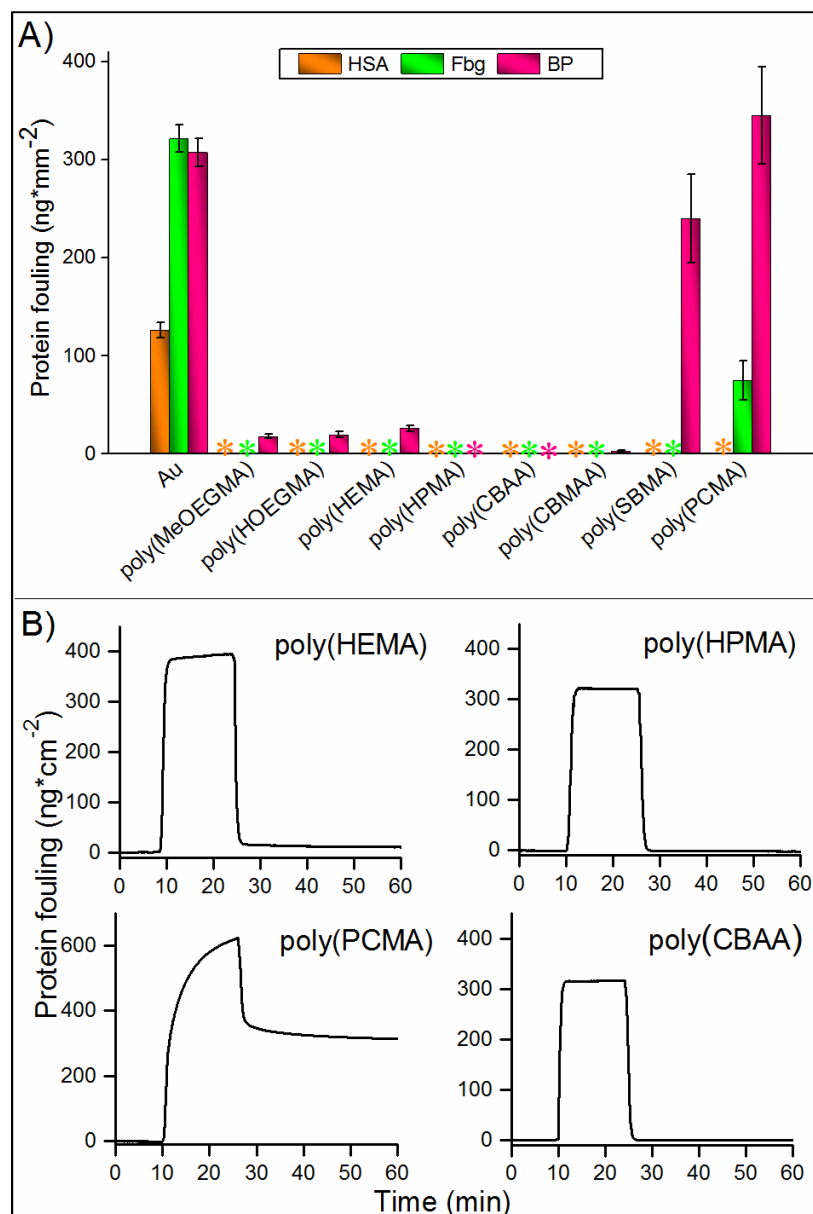 A)
HSA Fbg BP
Protein fouling (ng*mm⁻²)
400
300
200
100
0
Au
poly(MeOEGMA)
poly(HOEGMA)
poly(HEMA)
poly(HPMA)
poly(CBAA)
poly(CBMAA)
poly(SBMA)
poly(PCMA)
* * * * * * * * * * * * * * * * *
B)
Protein fouling (ng*cm⁻²)
poly(HEMA)
400
300
200
100
0
0 10 20 30 40 50 60
poly(HPMA)
400
300
200
100
0
0 10 20 30 40 50 60
poly(PCMA)
600
400
200
0
0 10 20 30 40 50 60
poly(CBAA)
400
300
200
100
0
0 10 20 30 40 50 60
Time (min)